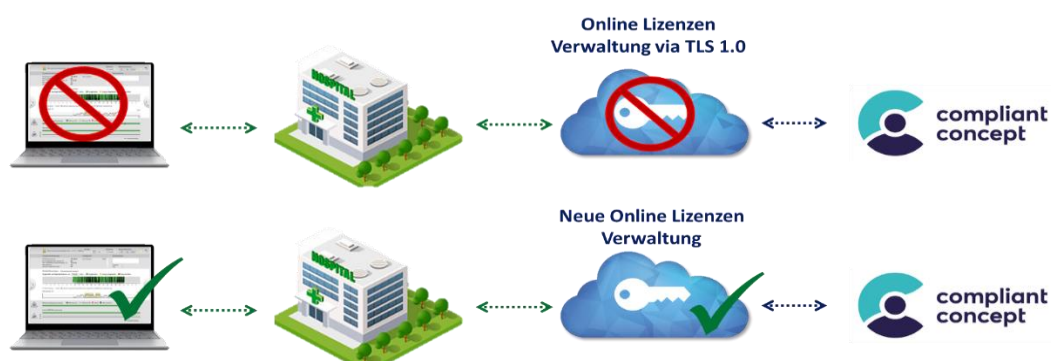 Online Lizenzen
Verwaltung via TLS 1.0
HOSPITAL
compliant
concept
Neue Online Lizenzen
Verwaltung
HOSPITAL
compliant
concept